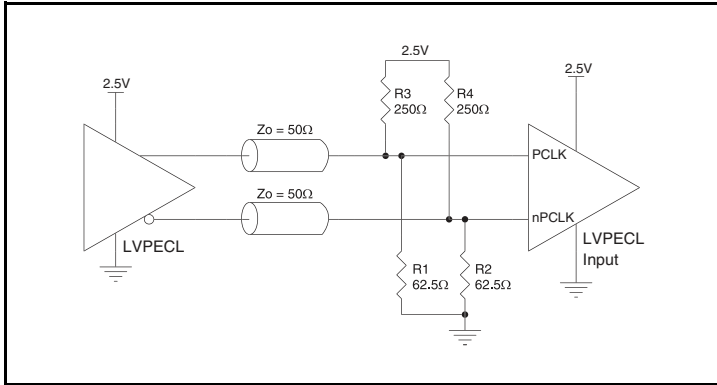 2.5V
2.5V
2.5V
R3
250Ω
R4
250Ω
Zo = 50Ω
PCLK
Zo = 50Ω
nPCLK
LVPECL
LVPECL
Input
R1
62.5Ω
R2
62.5Ω